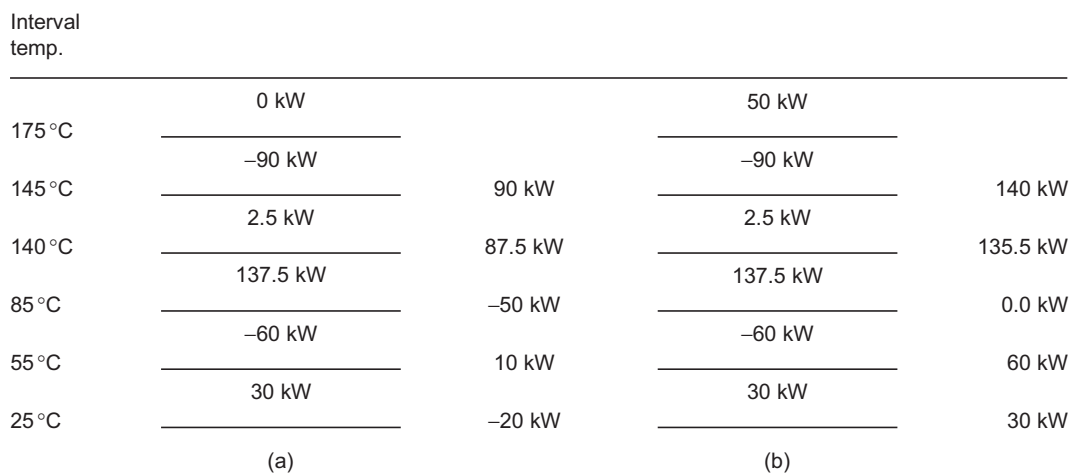 Interval
temp.
0 kW 50 kW
175 °C
–90 kW –90 kW
145 °C 90 kW 140 kW
2.5 kW 2.5 kW
140 °C 87.5 kW 135.5 kW
137.5 kW 137.5 kW
85 °C –50 kW 0.0 kW
–60 kW –60 kW
55 °C 10 kW 60 kW
30 kW 30 kW
25 °C –20 kW 30 kW
(a) (b)